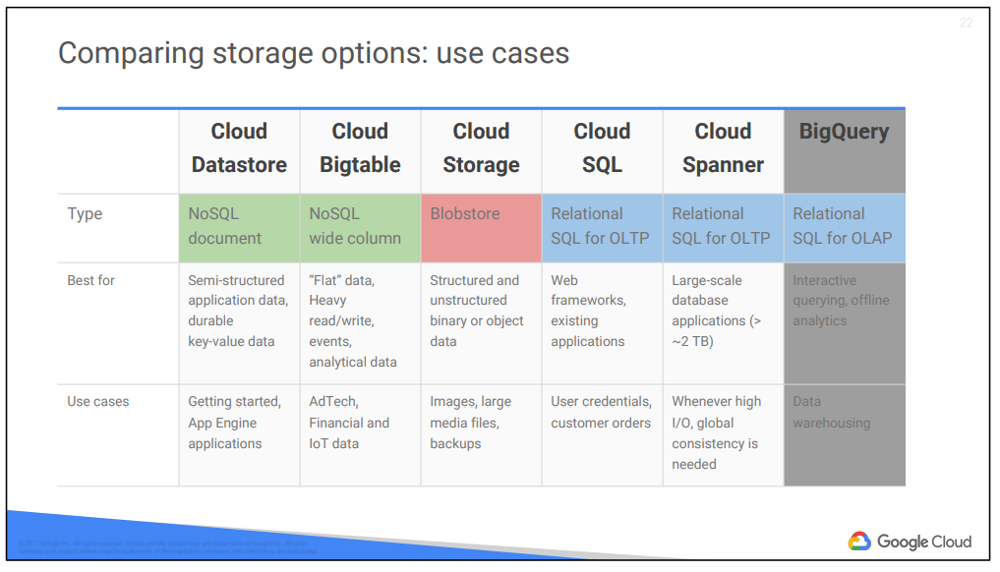 22
Comparing storage options: use cases
Cloud
Datastore
Cloud
Bigtable
Cloud
Storage
Cloud
SQL
Cloud
Spanner
BigQuery
Type
NoSQL
document
NoSQL
wide column
Blobstore
Relational
SQL for OLTP
Relational
SQL for OLTP
Relational
SQL for OLAP
Best for
Semi-structured
application data,
durable
key-value data
“Flat” data,
Heavy
read/write,
events,
analytical data
Structured and
unstructured
binary or object
data
Web
frameworks,
existing
applications
Large-scale
database
applications (>
~2 TB)
Interactive
querying, offline
analytics
Use cases
Getting started,
App Engine
applications
AdTech,
Financial and
IoT data
Images, large
media files,
backups
User credentials,
customer orders
Whenever high
I/O, global
consistency is
needed
Data
warehousing
Google Cloud